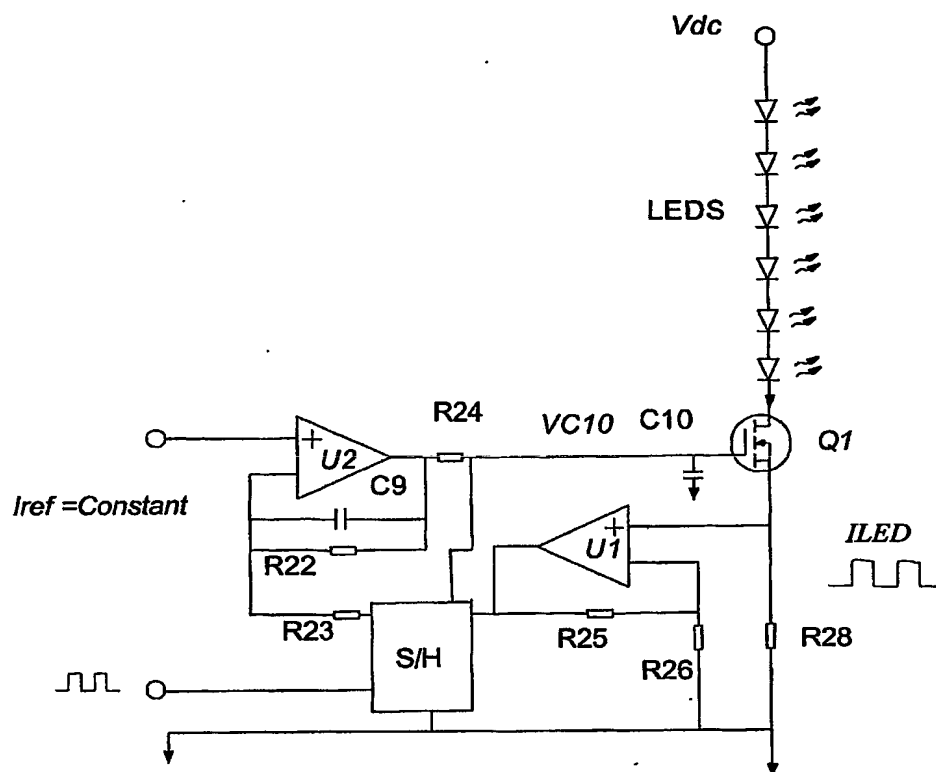 Vdc
LEDS
R24
VC10
C10
Q1
+
U2
C9
Iref =Constant
ILED
+
U1
R22
R23
R25
R28
S/H
R26